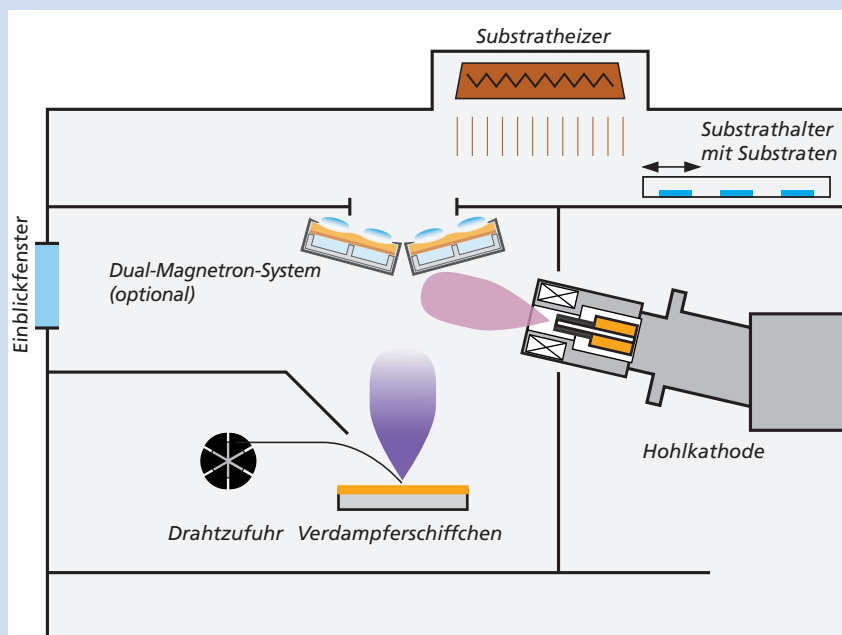 Substratheizer
Substrathalter
mit Substraten
Einblickfenster
Dual-Magnetron-System
(optional)
Hohlkathode
Drahtzufuhr
Verdampferschiffchen